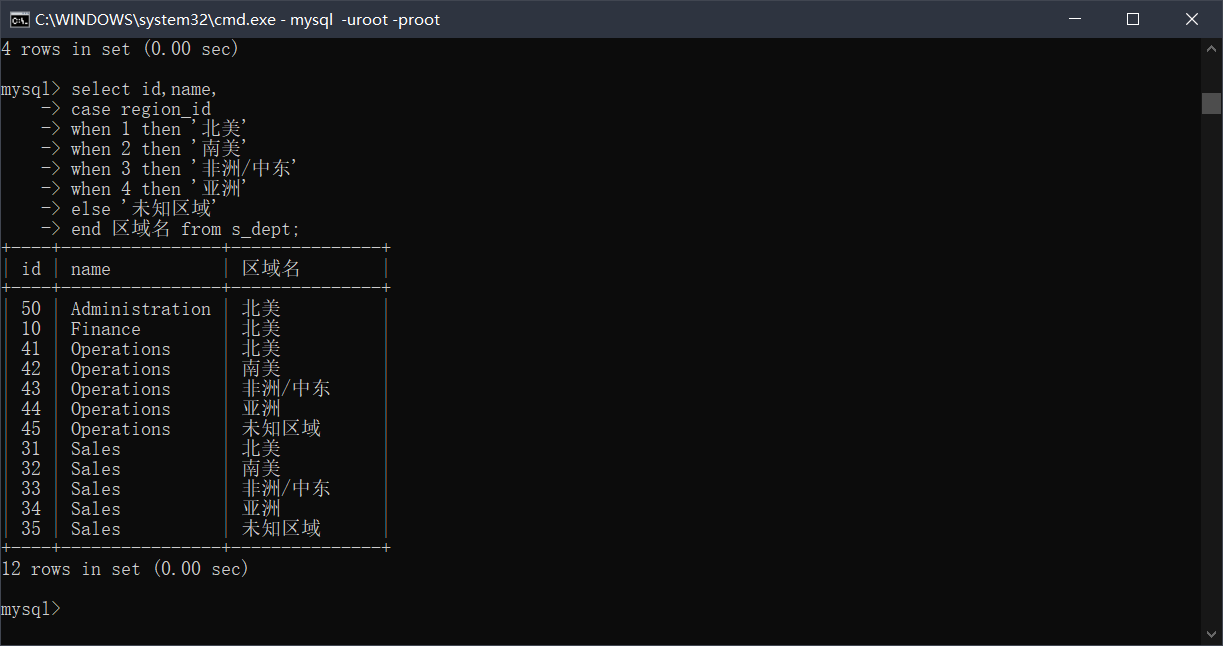 C:\WINDOWS\system32\cmd.exe - mysql  -uroot -proot
4 rows in set (0.00 sec)
mysql> select id,name,
    -> case region_id
    -> when 1 then '北美'
    -> when 2 then '南美'
    -> when 3 then '非洲/中东'
    -> when 4 then '亚洲'
    -> else '未知区域'
    -> end 区域名 from s_dept;
+----+----------------+---------------+
| id | name           | 区域名        |
+----+----------------+---------------+
| 50 | Administration | 北美          |
| 10 | Finance        | 北美          |
| 41 | Operations     | 北美          |
| 42 | Operations     | 南美          |
| 43 | Operations     | 非洲/中东     |
| 44 | Operations     | 亚洲          |
| 45 | Operations     | 未知区域      |
| 31 | Sales          | 北美          |
| 32 | Sales          | 南美          |
| 33 | Sales          | 非洲/中东     |
| 34 | Sales          | 亚洲          |
| 35 | Sales          | 未知区域      |
+----+----------------+---------------+
12 rows in set (0.00 sec)
mysql>